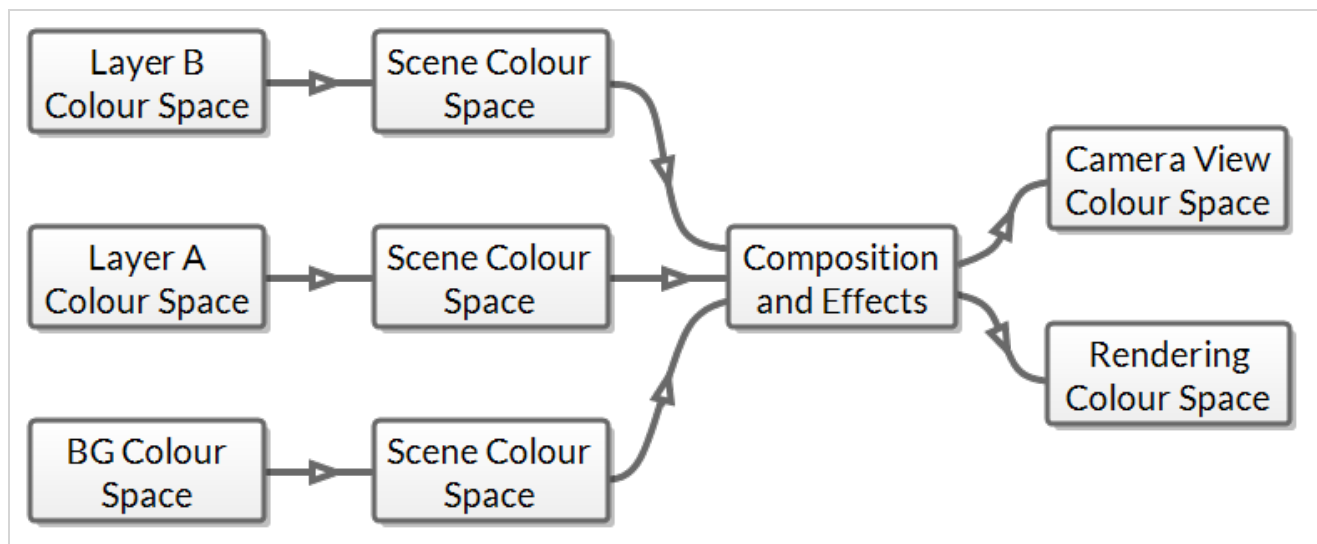 Layer B
Colour Space
Scene Colour
Space
Layer A
Colour Space
Scene Colour
Space
BG Colour
Space
Scene Colour
Space
Composition
and Effects
Camera View
Colour Space
Rendering
Colour Space